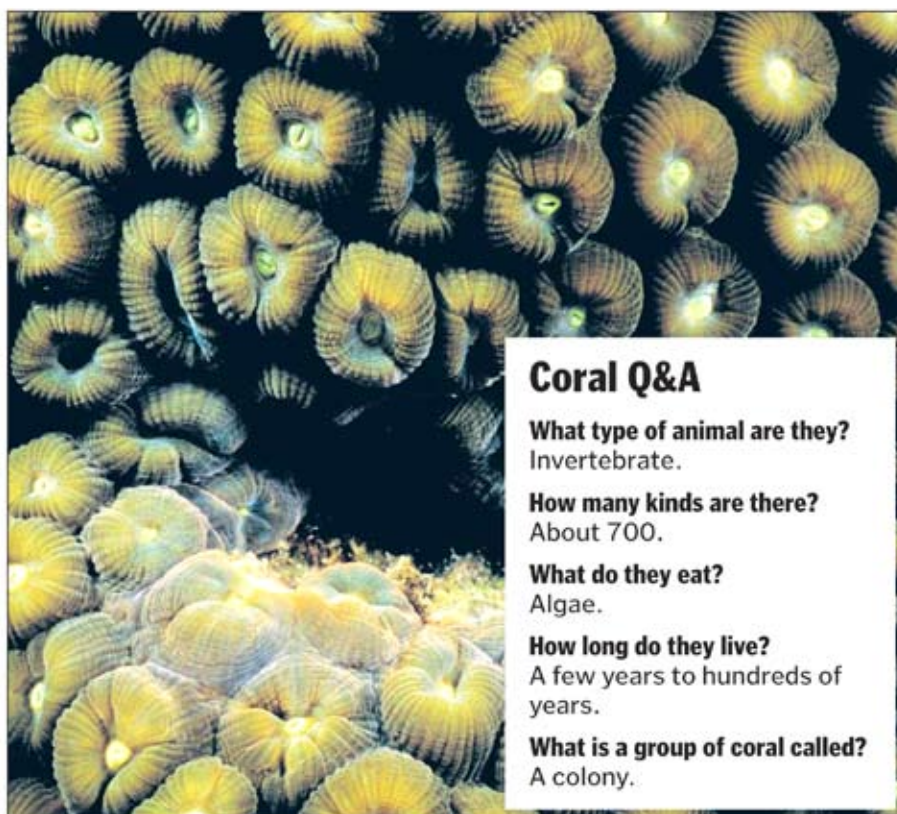 Coral Q&A
What type of animal are they?
Invertebrate.
How many kinds are there?
About 700.
What do they eat?
Algae.
How long do they live?
A few years to hundreds of
years.
What is a group of coral called?
A colony.